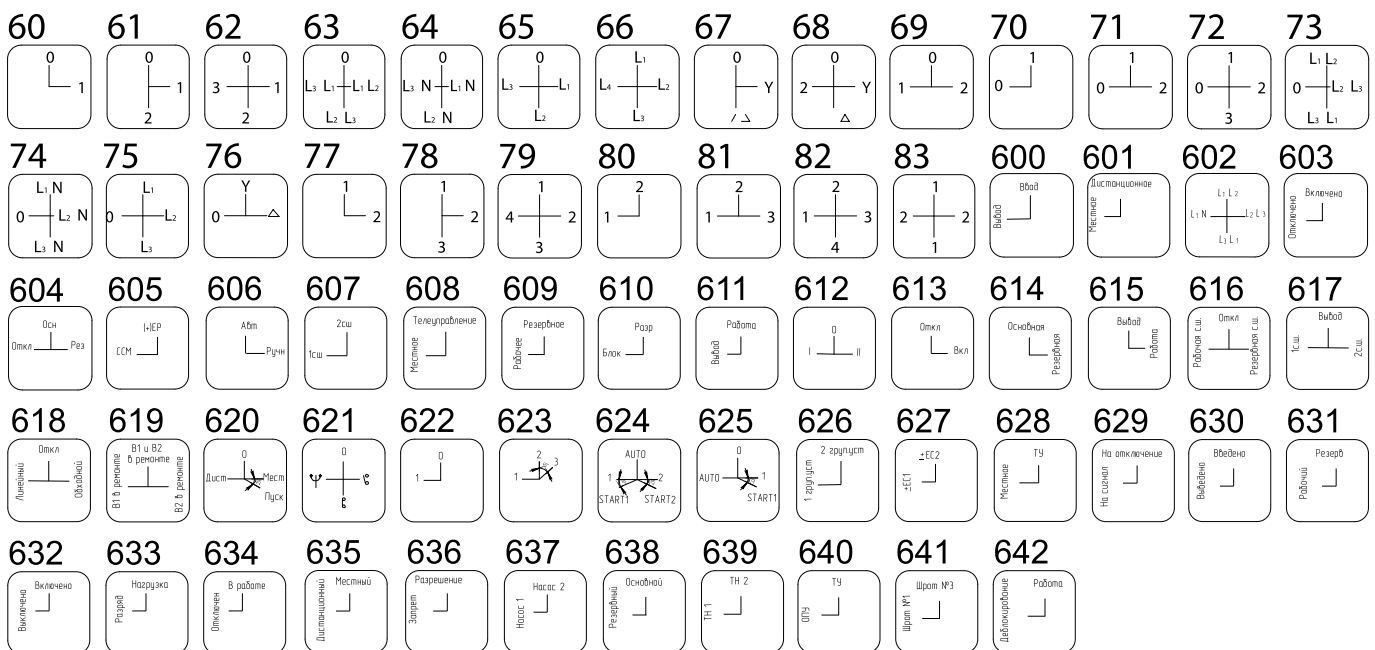 60 61 62 63 64 65 66 67 68 69 70 71 72 73
0 1
0 1 2
0 3 1 2
0 L3 L1 L1 L2 L2 L3
0 L3 N L1 N L2 N
0 L3 L1 L2
L1 L4 L2 L3
0 Y
0 2 Y △
0 1 2
1 0
1 0 2
1 0 2 3
L1 L2 0 L2 L3 L3 L1
74 75 76 77 78 79 80 81 82 83 600 601 602 603
L1 N 0 L2 N L3 N
L1 0 L2 L3
Y 0 △
1 2
1 2 3
1 4 2 3
2 1
2 1 3
2 1 3 4
1 2 2 1
Ввод Вывод
Дистанционное Местное
L1 L2 L1 N L2 L3 L3 L1
Включена Отключена
604 605 606 607 608 609 610 611 612 613 614 615 616 617
Осн Откл Рез
(+)EP CCM
Авт Ручн
2сш 1сш
Телеуправление Местное
Резервное Рабочее
Разр Блок
Работа Вывод
0 I II
Откл Вкл
Основная Резервная
Вывод Работа
Откл Рабочая с.ш. Резервная с.ш.
Вывод 1с.ш. 2с.ш.
618 619 620 621 622 623 624 625 626 627 628 629 630 631
Откл Линейный Обходной
В1 и В2
в ремонте
В1 в ремонте В2 в ремонте
0 Дист Мест Пуск
0
0 1
2 1 3
AUTO 1 2 START1 START2
0 AUTO 1 START1
2 груп.уст 1 груп.уст
±EC2 ±EC1
ТУ Местное
На отключение На сигнал
Введено Выведено
Резерв Рабочий
632 633 634 635 636 637 638 639 640 641 642
Включено Выключено
Нагрузка Разряд
В работе Отключен
Местный Дистанционный
Разрешение Запрет
Насос 2 Насос 1
Основной Резервный
ТН 2 ТН 1
ТУ ОПУ
Шрот №3 Шрот №1
Работа Деблокирование